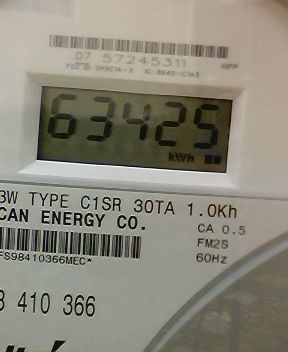 07 57245311
HPP
63425
kWh
3W TYPE C1SR 30TA 1.0Kh
CAN ENERGY CO.
CA 0.5
FM2S
60Hz
FS98410366MEC*
410 366